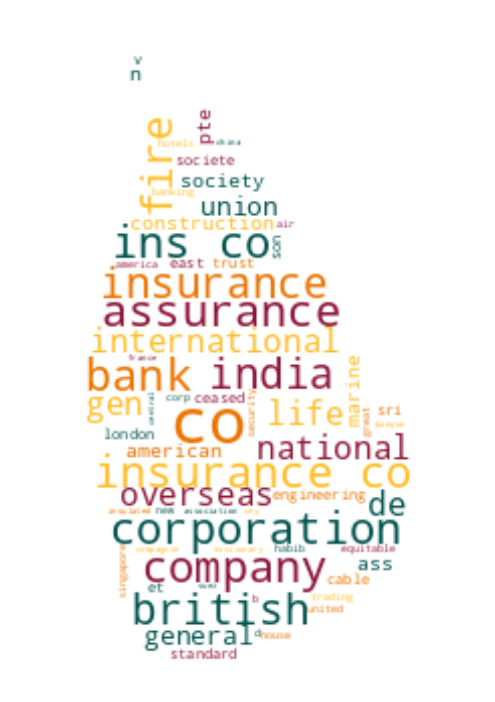 v
n
fire
pte
hotels
china
societe
society
banking
union
construction
air
ins co
son
america
east
trust
insurance
assurance
international
france
bank
india
marine
gen
central
corp
ceased
co
security
life
great
sri
banque
london
american
national
insurance co
overseas
engineering
de
insulated
new
association
corporation
singapore
compagnie
missionary
habib
equitable
company
ass
et
cable
british
b
trading
united
general
d
house
standard